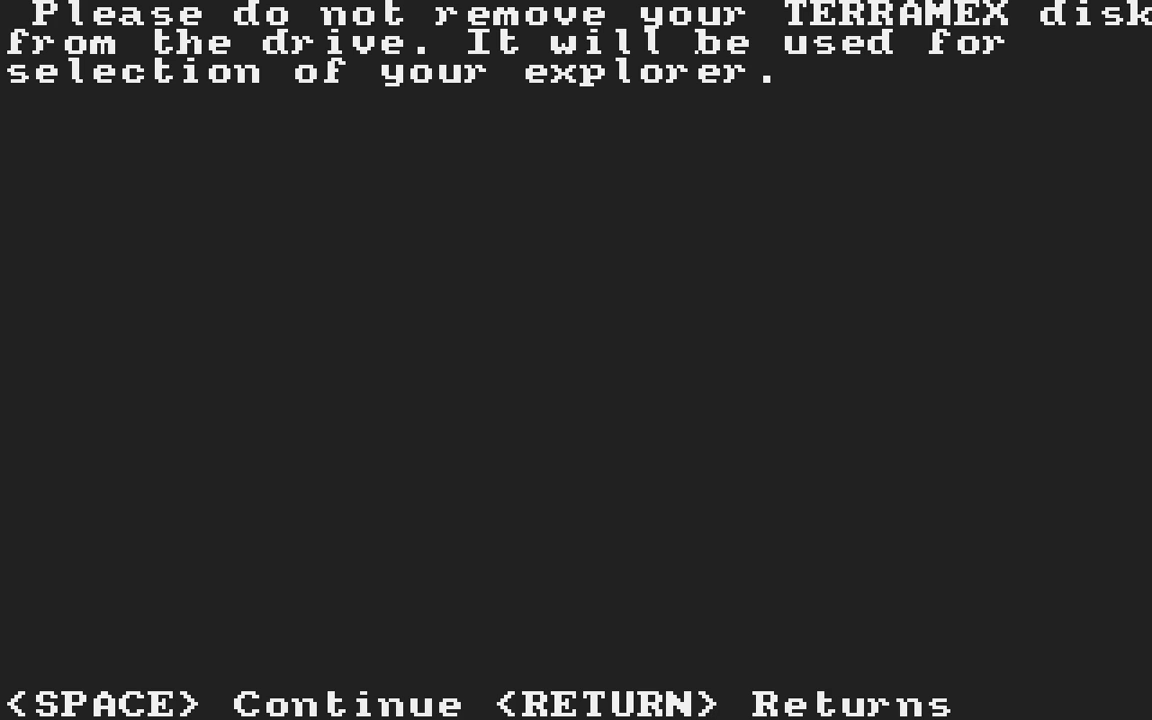 Please do not remove your TERRAMEX disk
from the drive. It will be used for
selection of your explorer.
<SPACE> Continue <RETURN> Returns